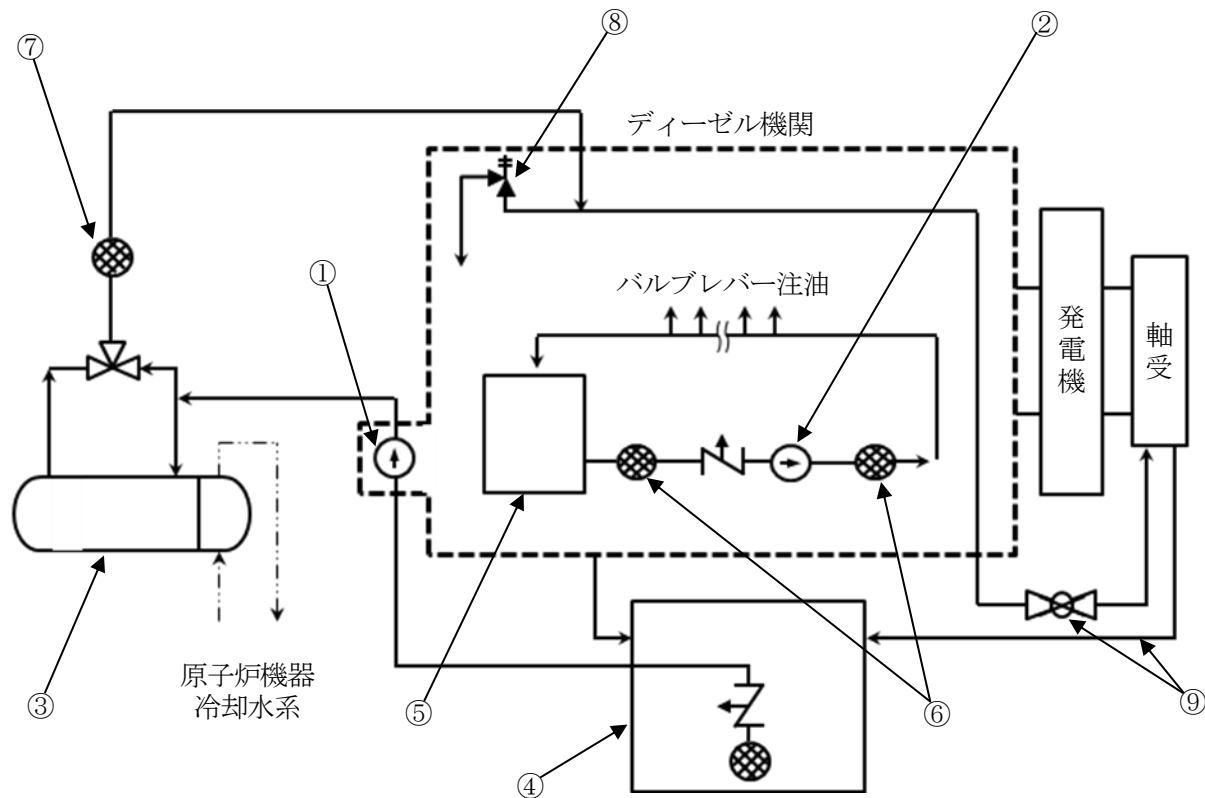 ⑦
⑧
②
ディーゼル機関
①
バルブレバー注油
発電機
軸受
原子炉機器
冷却水系
③
⑤
⑥
⑨
④